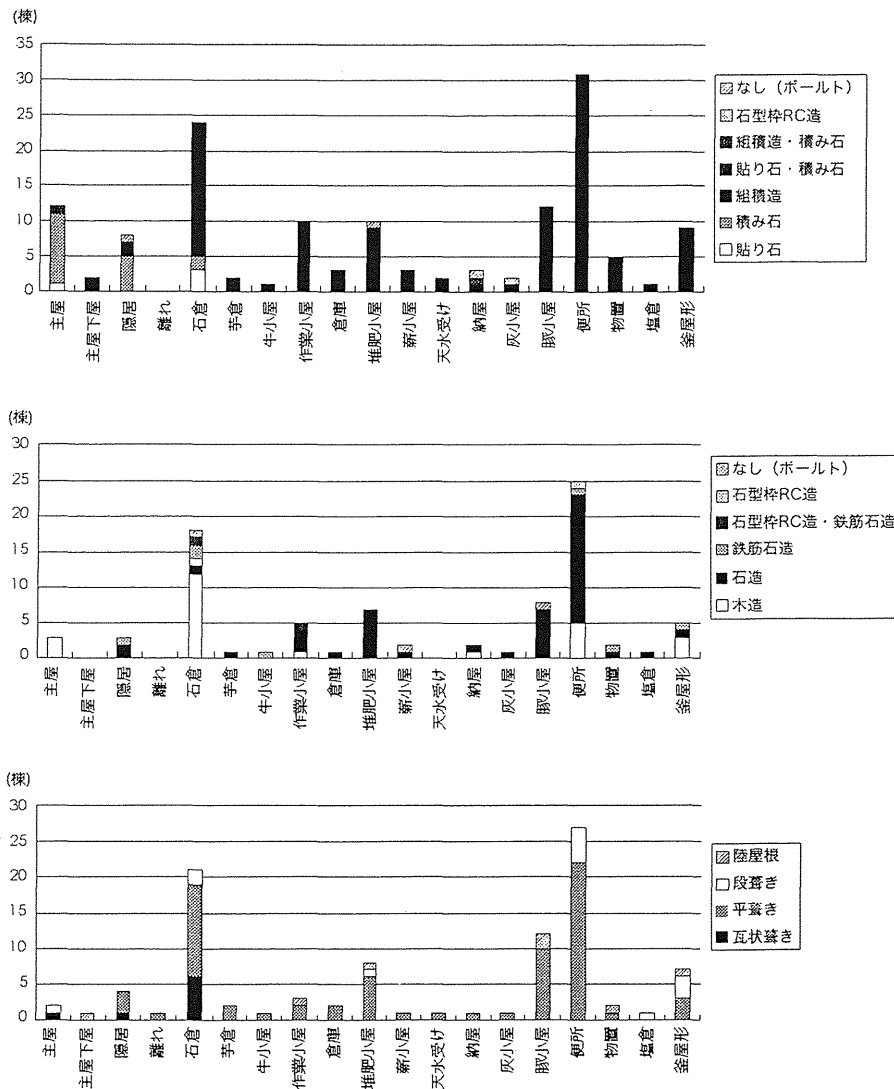 (棟)
35
30
25
20
15
10
5
0
主屋
主屋下屋
隠居
離れ
石倉
芋倉
牛小屋
作業小屋
倉庫
堆肥小屋
薪小屋
天水受け
納屋
灰小屋
豚小屋
便所
物置
塩倉
釜屋形
なし（ボールト）
石型枠RC造
組積造・積み石
貼り石・積み石
組積造
積み石
貼り石
(棟)
30
25
20
15
10
5
0
主屋
主屋下屋
隠居
離れ
石倉
芋倉
牛小屋
作業小屋
倉庫
堆肥小屋
薪小屋
天水受け
納屋
灰小屋
豚小屋
便所
物置
塩倉
釜屋形
なし（ボールト）
石型枠RC造
石型枠RC造・鉄筋石造
鉄筋石造
石造
木造
(棟)
30
25
20
15
10
5
0
主屋
主屋下屋
隠居
離れ
石倉
芋倉
牛小屋
作業小屋
倉庫
堆肥小屋
薪小屋
天水受け
納屋
灰小屋
豚小屋
便所
物置
塩倉
釜屋形
陸屋根
段葺き
平葺き
瓦状葺き